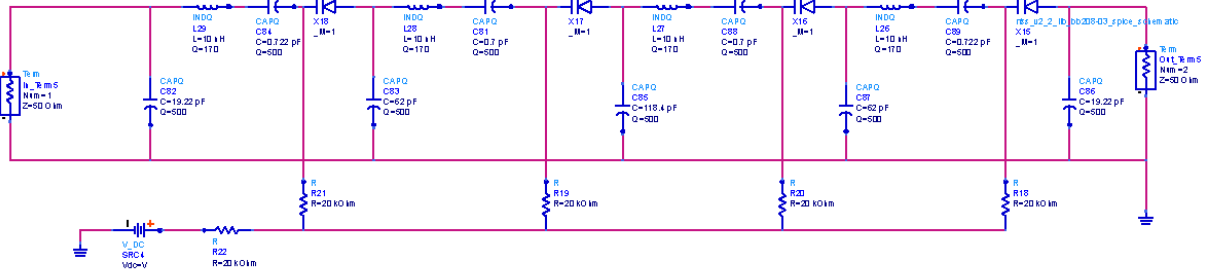 INDQ
L29
L=10 nH
Q=170
CAPQ
C84
C=0.722 pF
Q=500
X18
_M=1
INDQ
L28
L=10 nH
Q=170
CAPQ
C81
C=0.7 pF
Q=500
X17
_M=1
INDQ
L27
L=10 nH
Q=170
CAPQ
C88
C=0.7 pF
Q=500
X16
_M=1
INDQ
L26
L=10 nH
Q=170
CAPQ
C89
C=0.722 pF
Q=500
X15
_M=1
Term
In_Term5
Num=1
Z=50 Ohm
CAPQ
C82
C=19.22 pF
Q=500
CAPQ
C83
C=62 pF
Q=500
CAPQ
C85
C=118.4 pF
Q=500
CAPQ
C87
C=62 pF
Q=500
CAPQ
C86
C=19.22 pF
Q=500
Term
Out_Term5
Num=2
Z=50 Ohm
R
R21
R=20 kOhm
R
R19
R=20 kOhm
R
R20
R=20 kOhm
R
R18
R=20 kOhm
V_DC
SRC4
Vdc=V
R
R22
R=20 kOhm